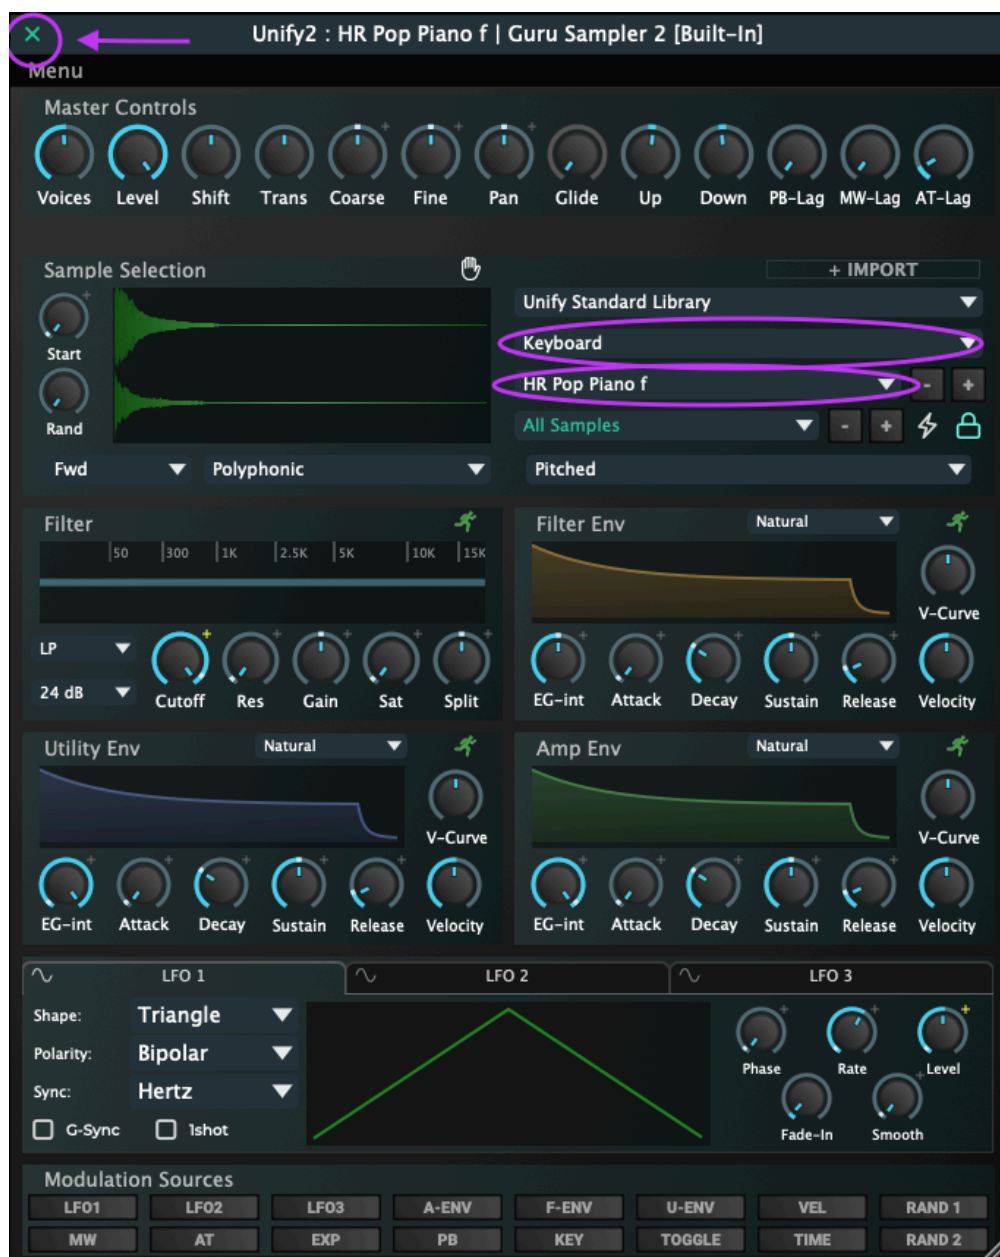 Unify2 : HR Pop Piano f | Guru Sampler 2 [Built-In]
Menu
Master Controls
Voices Level Shift Trans Coarse Fine Pan Glide Up Down PB-Lag MW-Lag AT-Lag
Sample Selection
+ IMPORT
Unify Standard Library
Start
Keyboard
HR Pop Piano f - +
Rand
All Samples - +
Fwd Polyphonic Pitched
Filter
50 300 1K 2.5K 5K 10K 15K
LP
24 dB
Cutoff Res Gain Sat Split
Filter Env Natural
V-Curve
EG-int Attack Decay Sustain Release Velocity
Utility Env Natural
V-Curve
EG-int Attack Decay Sustain Release Velocity
Amp Env Natural
V-Curve
EG-int Attack Decay Sustain Release Velocity
LFO 1 LFO 2 LFO 3
Shape: Triangle
Polarity: Bipolar
Sync: Hertz
G-Sync 1shot
Phase Rate Level
Fade-In Smooth
Modulation Sources
LFO1 LFO2 LFO3 A-ENV F-ENV U-ENV VEL RAND 1
MW AT EXP PB KEY TOGGLE TIME RAND 2